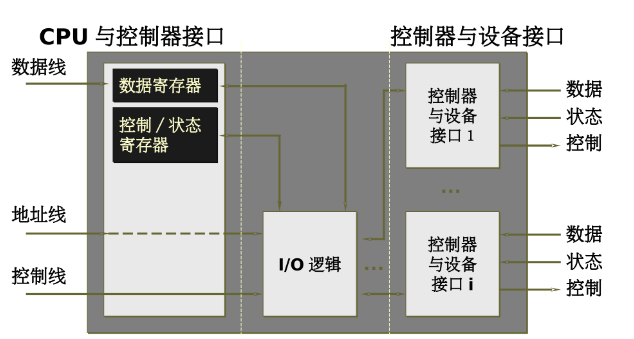 CPU 与控制器接口
控制器与设备接口
数据线
数据寄存器
控制 / 状态
寄存器
地址线
控制线
I/O 逻辑
...
控制器
与设备
接口 1
数据
状态
控制
...
控制器
与设备
接口 i
数据
状态
控制